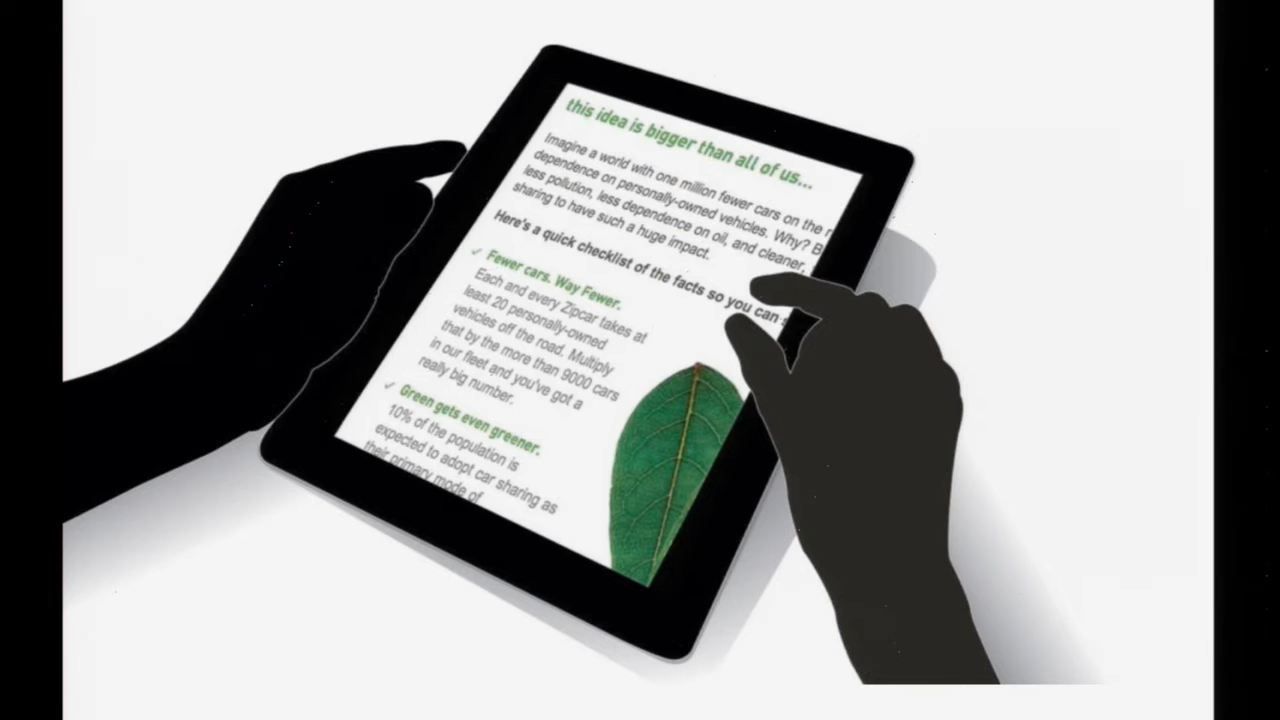 this idea is bigger than all of us...
Imagine a world with one million fewer cars on the
dependence on personally-owned vehicles. Why?
less pollution, less dependence on oil, and cleaner,
sharing to have such a huge impact.
Here's a quick checklist of the facts so you can
Fewer cars. Way Fewer.
Each and every Zipcar takes at
least 20 personally-owned
vehicles off the road. Multiply
that by the more than 9000 cars
in our fleet and you've got a
really big number.
Green gets even greener.
10% of the population is
expected to adopt car sharing as
their primary mode of